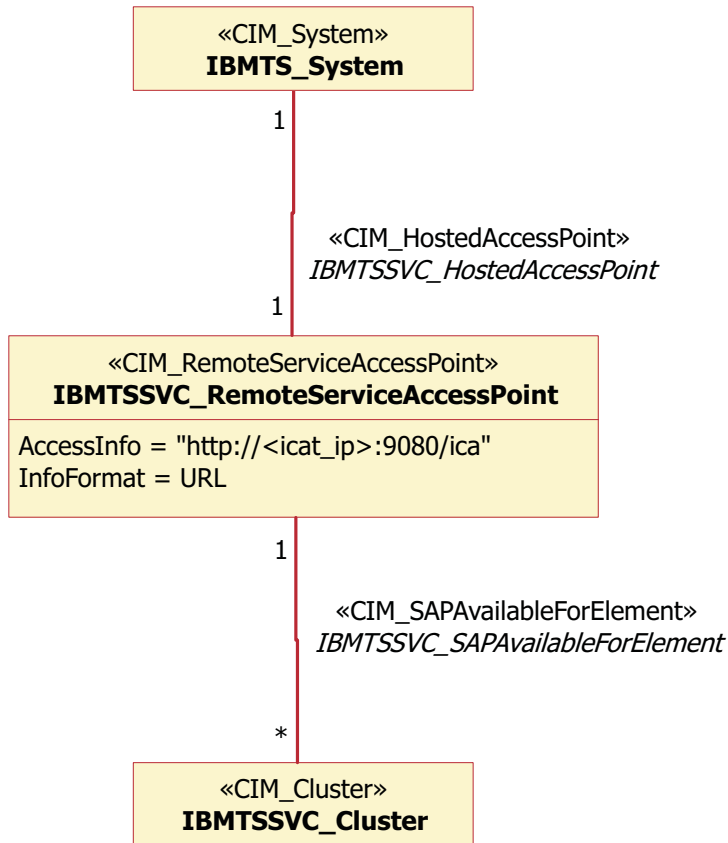 «CIM_System»
IBMTS_System
1
«CIM_HostedAccessPoint»
IBMTSSVC_HostedAccessPoint
1
«CIM_RemoteServiceAccessPoint»
IBMTSSVC_RemoteServiceAccessPoint
AccessInfo = "http://<icat_ip>:9080/ica"
InfoFormat = URL
1
«CIM_SAPAvailableForElement»
IBMTSSVC_SAPAvailableForElement
*
«CIM_Cluster»
IBMTSSVC_Cluster